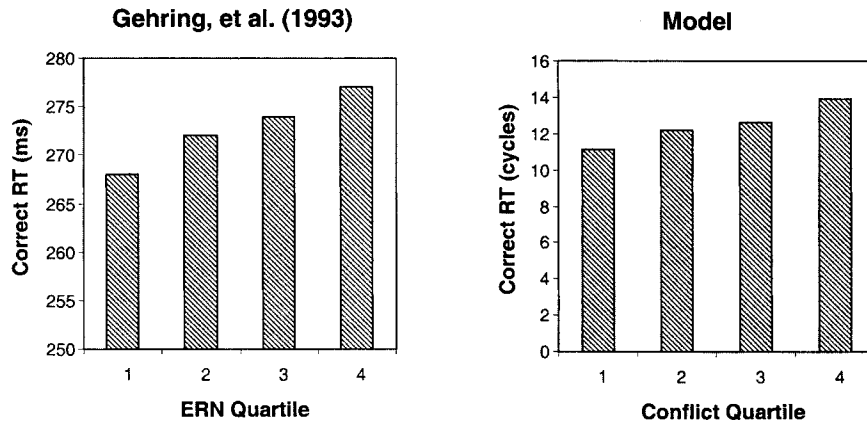 Gehring, et al. (1993)
Correct RT (ms)
280
275
270
265
260
255
250
1 2 3 4
ERN Quartile
Model
Correct RT (cycles)
16
14
12
10
8
6
4
2
0
1 2 3 4
Conflict Quartile